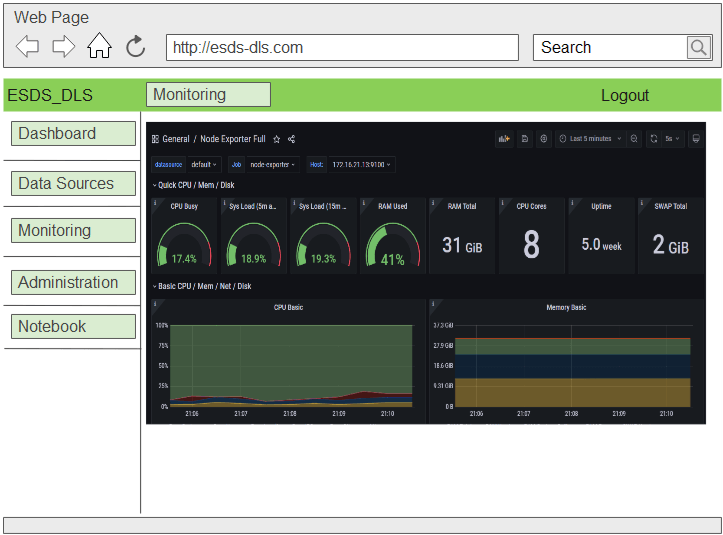 Web Page
http://esds-dls.com
Search
ESDS_DLS
Monitoring
Logout
Dashboard
Data Sources
Monitoring
Administration
Notebook
General / Node Exporter Full
Last 5 minutes
5s
datasource default
Job node-exporter
Host: 172.16.21.13:9100
Quick CPU / Mem / Disk
CPU Busy
Sys Load (5m a...
Sys Load (15m ...
RAM Used
RAM Total
CPU Cores
Uptime
SWAP Total
17.4%
18.9%
19.3%
41%
31 GiB
8
5.0 week
2 GiB
Basic CPU / Mem / Net / Disk
CPU Basic
100%
75%
50%
25%
0%
21:06 21:07 21:08 21:09 21:10
Memory Basic
37.3 GiB
27.9 GiB
18.6 GiB
9.31 GiB
0 B
21:06 21:07 21:08 21:09 21:10